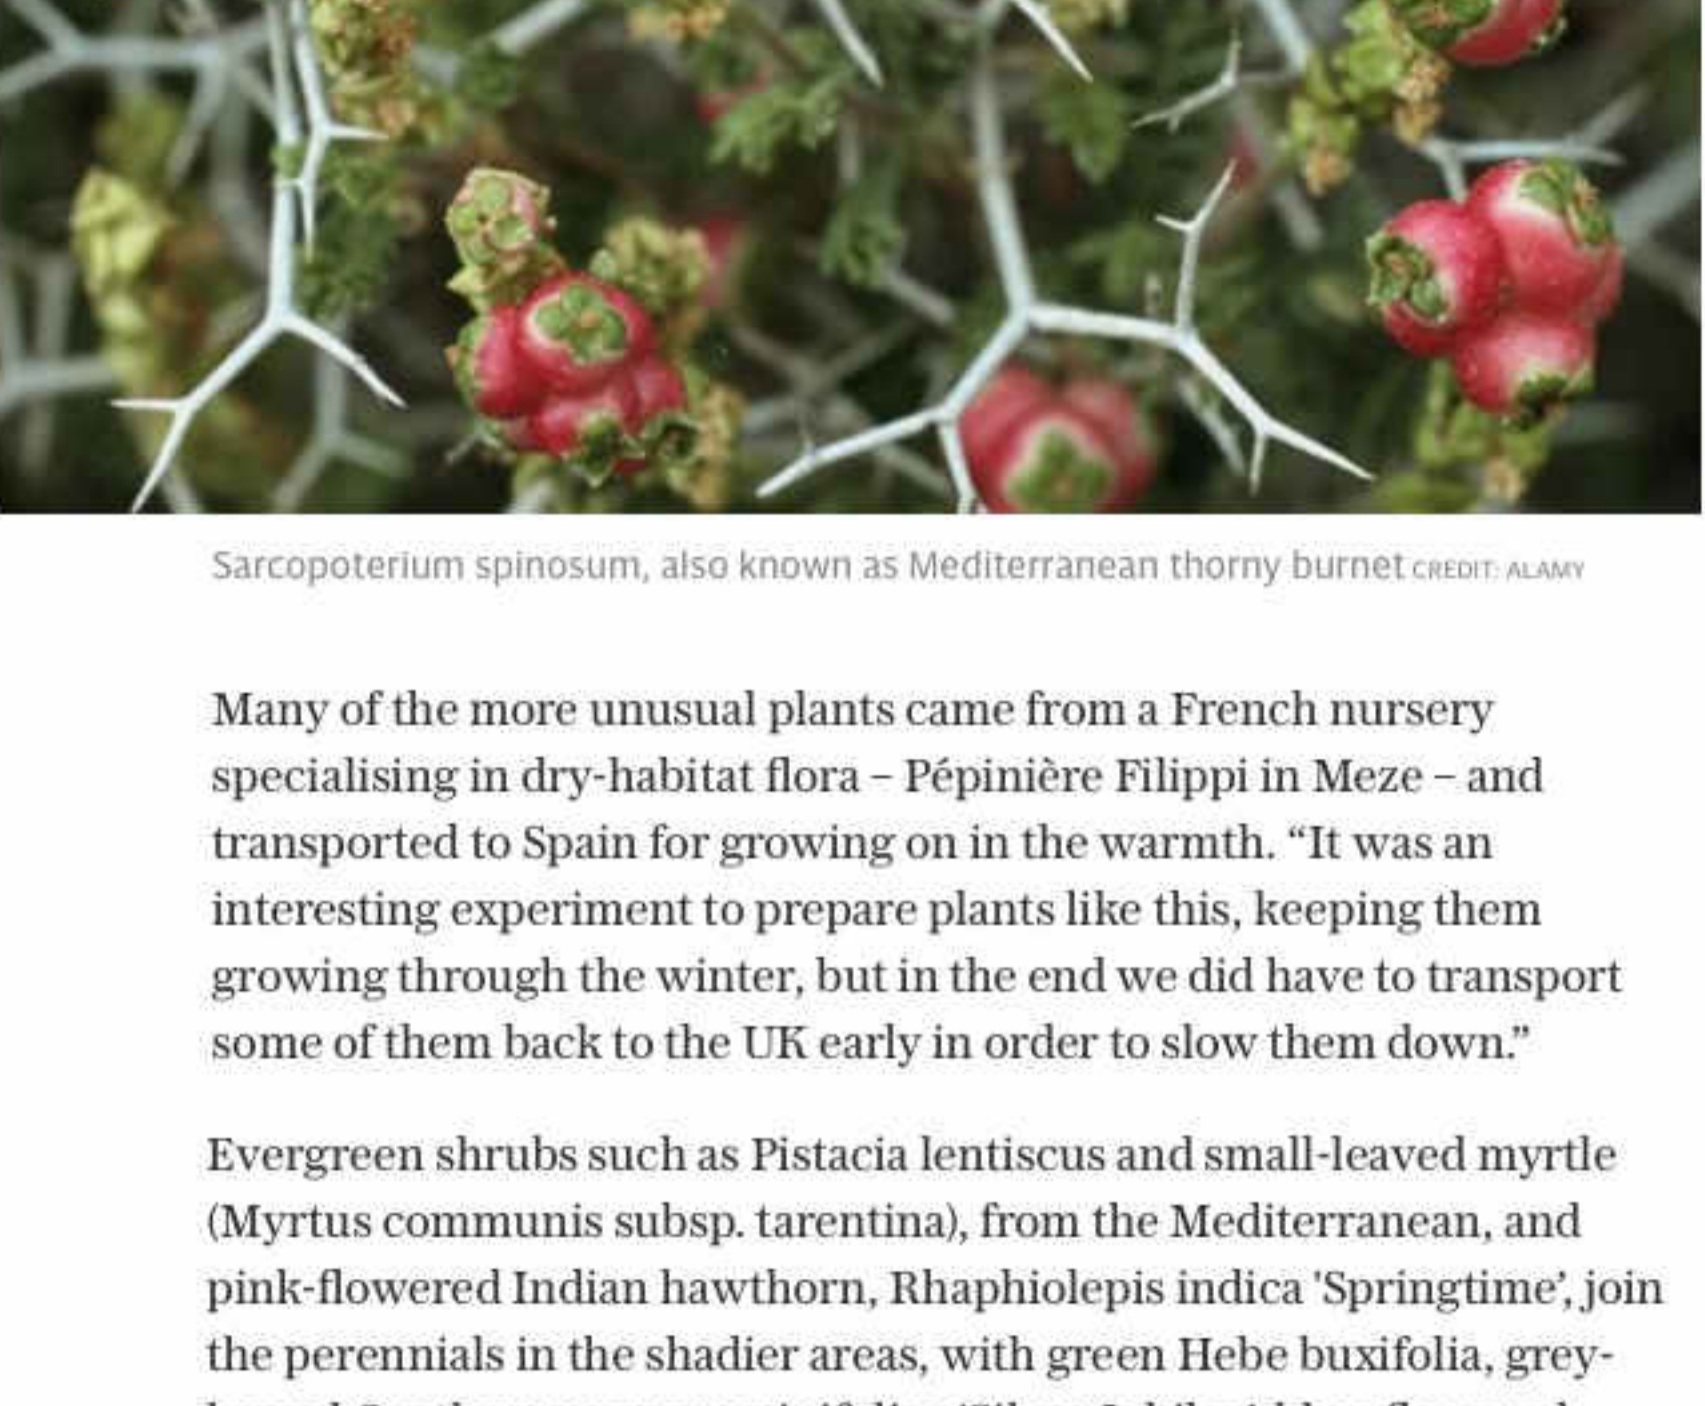 Sarcopoterium spinosum, also known as Mediterranean thorny burnet CREDIT: ALAMY
Many of the more unusual plants came from a French nursery
specialising in dry-habitat flora – Pépinière Filippi in Meze – and
transported to Spain for growing on in the warmth. “It was an
interesting experiment to prepare plants like this, keeping them
growing through the winter, but in the end we did have to transport
some of them back to the UK early in order to slow them down.”
Evergreen shrubs such as Pistacia lentiscus and small-leaved myrtle
(Myrtus communis subsp. tarentina), from the Mediterranean, and
pink-flowered Indian hawthorn, Rhaphiolepis indica 'Springtime’, join
the perennials in the shadier areas, with green Hebe buxifolia, grey-